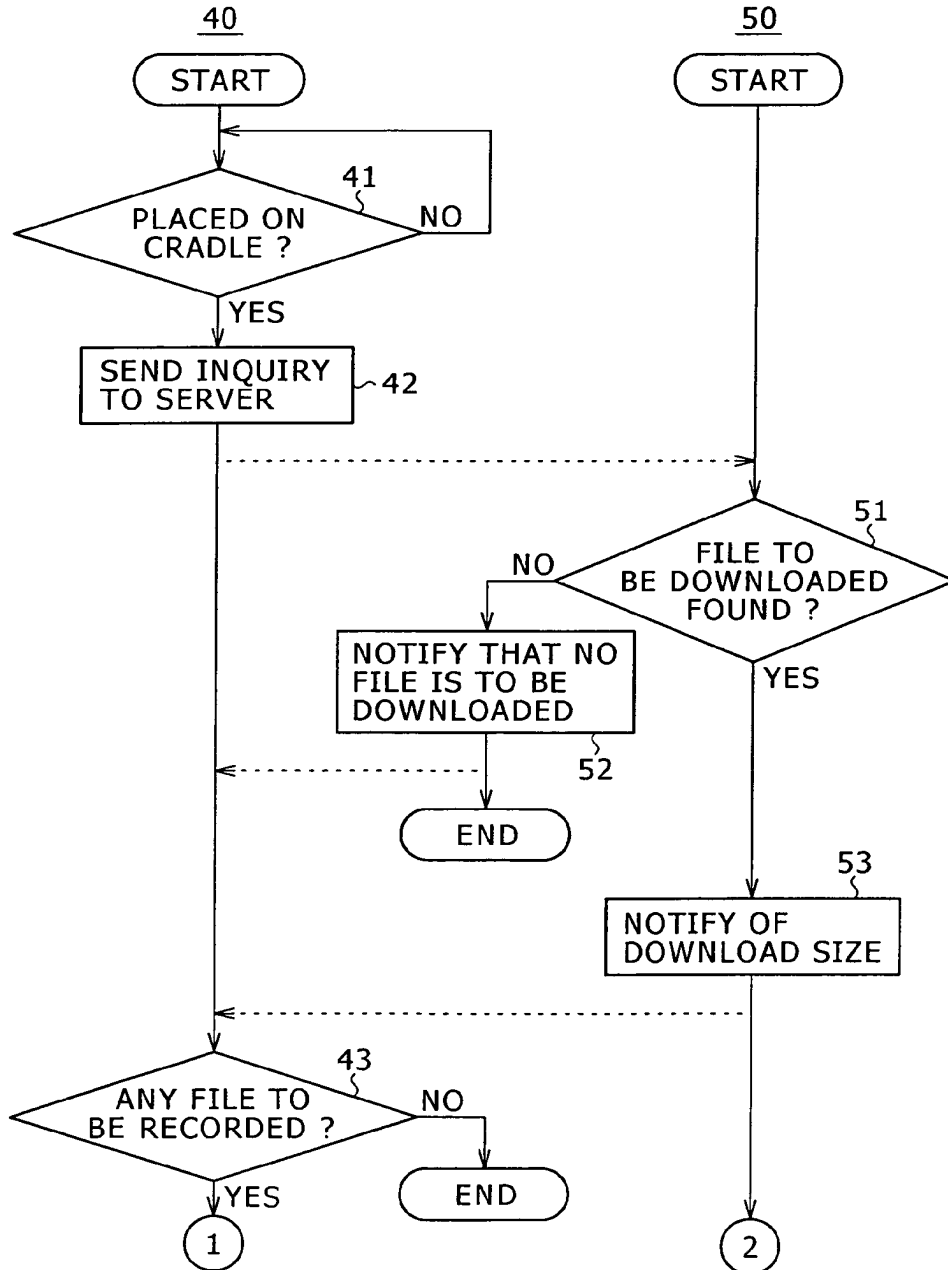 40
50
START
START
41
PLACED ON
CRADLE ?
NO
YES
SEND INQUIRY
TO SERVER
42
51
FILE TO
BE DOWNLOADED
FOUND ?
NO
YES
NOTIFY THAT NO
FILE IS TO BE
DOWNLOADED
52
END
53
NOTIFY OF
DOWNLOAD SIZE
43
ANY FILE TO
BE RECORDED ?
NO
YES
END
1
2